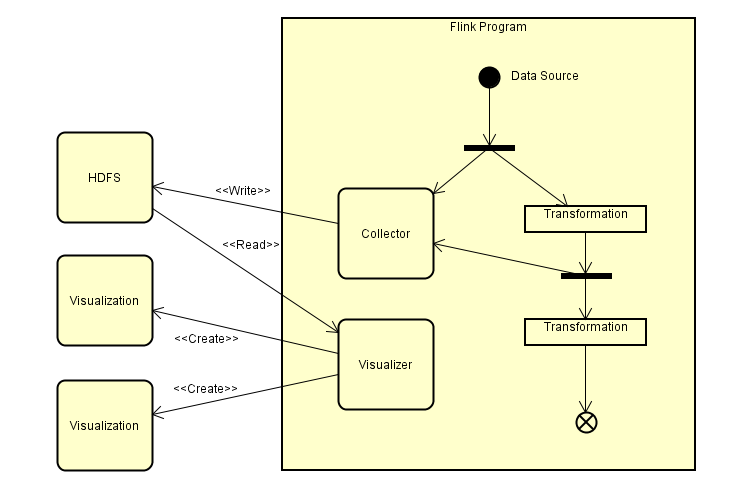 Flink Program
Data Source
HDFS
<<Write>>
Collector
Transformation
<<Read>>
Visualization
<<Create>>
Visualizer
Transformation
<<Create>>
Visualization